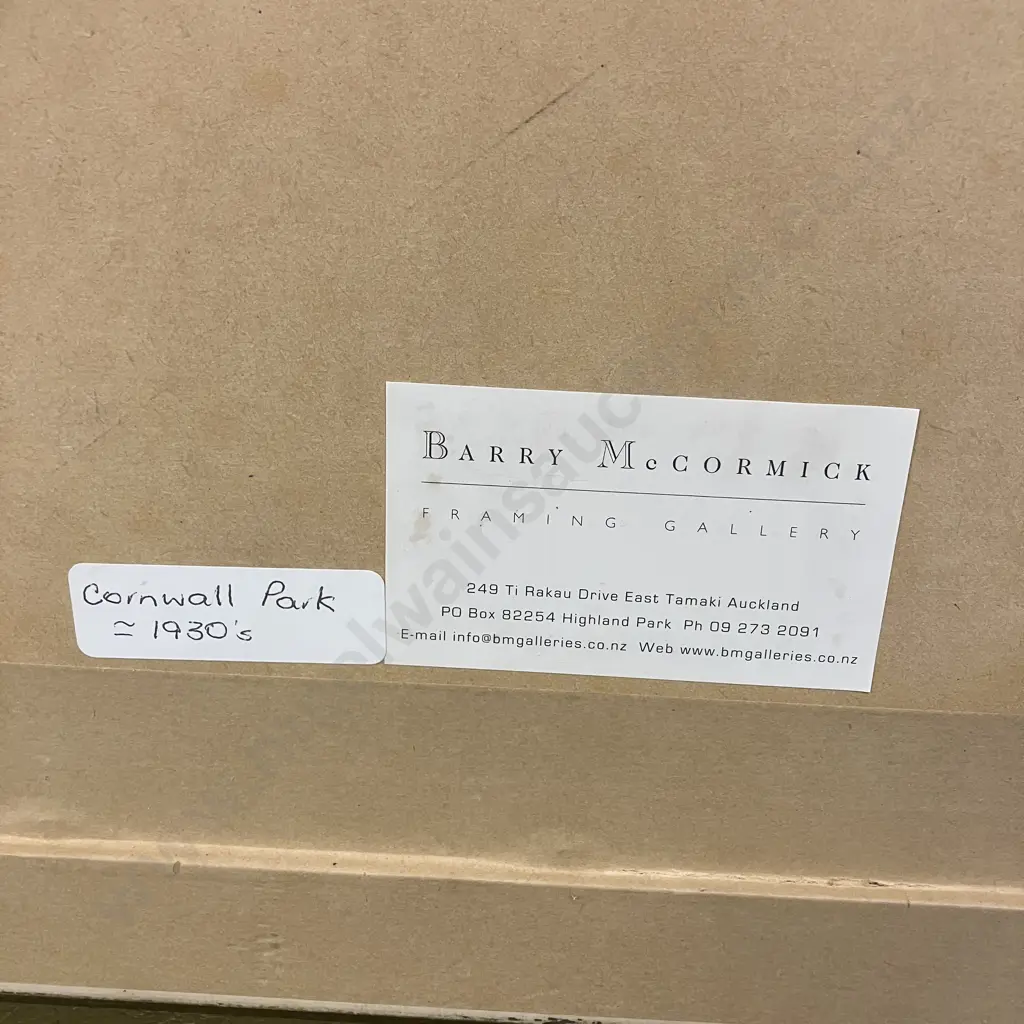 BARRY McCORMICK
FRAMING GALLERY
249 Ti Rakau Drive East Tamaki Auckland
PO Box 82254 Highland Park Ph 09 273 2091
E-mail info@bmgalleries.co.nz Web www.bmgalleries.co.nz
Cornwall Park
≃ 1930's